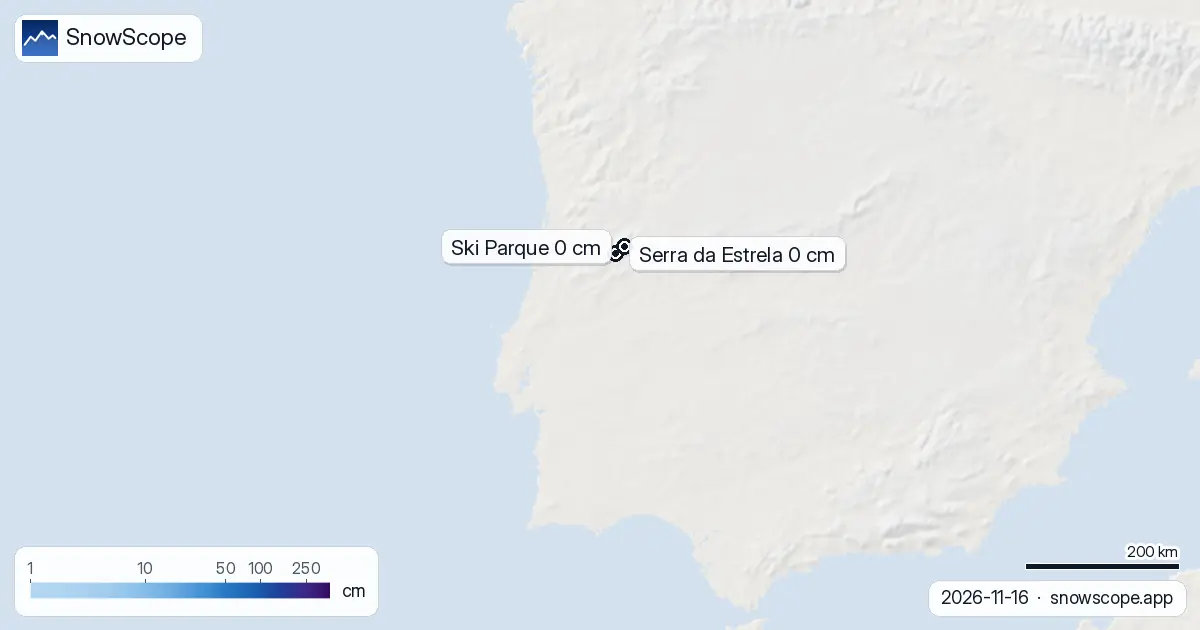 SnowScope
Ski Parque 0 cm
Serra da Estrela 0 cm
1 10 50 100 250
cm
200 km
2026-11-16 · snowscope.app